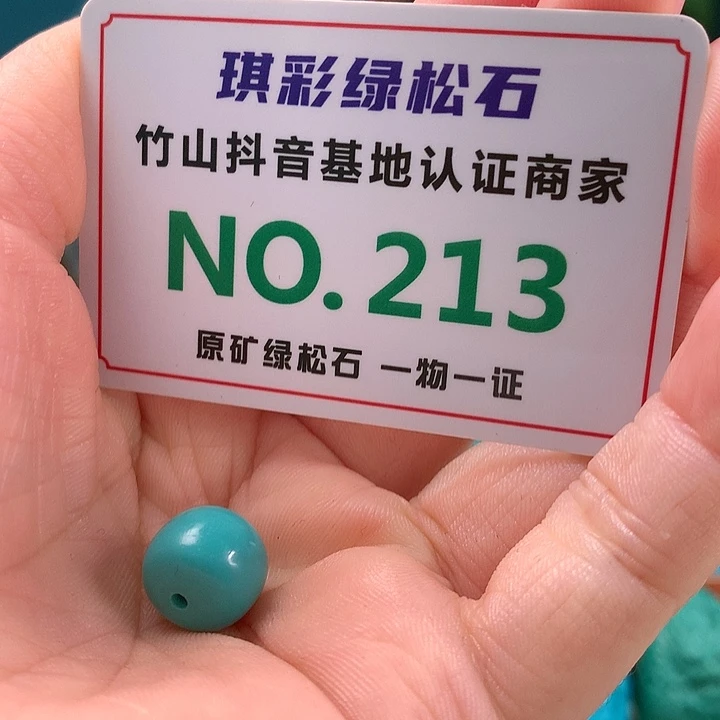 琪彩绿松石
竹山抖音基地认证商家
NO.213
原矿绿松石 一物一证